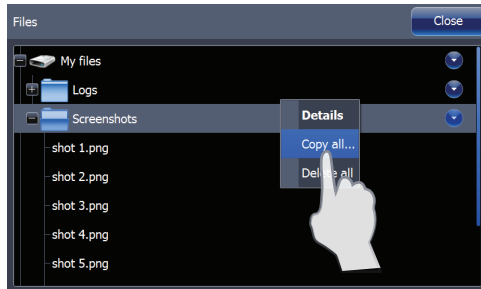 Files
Close
My files
Logs
Screenshots
Details
Copy all...
Delete all
shot 1.png
shot 2.png
shot 3.png
shot 4.png
shot 5.png